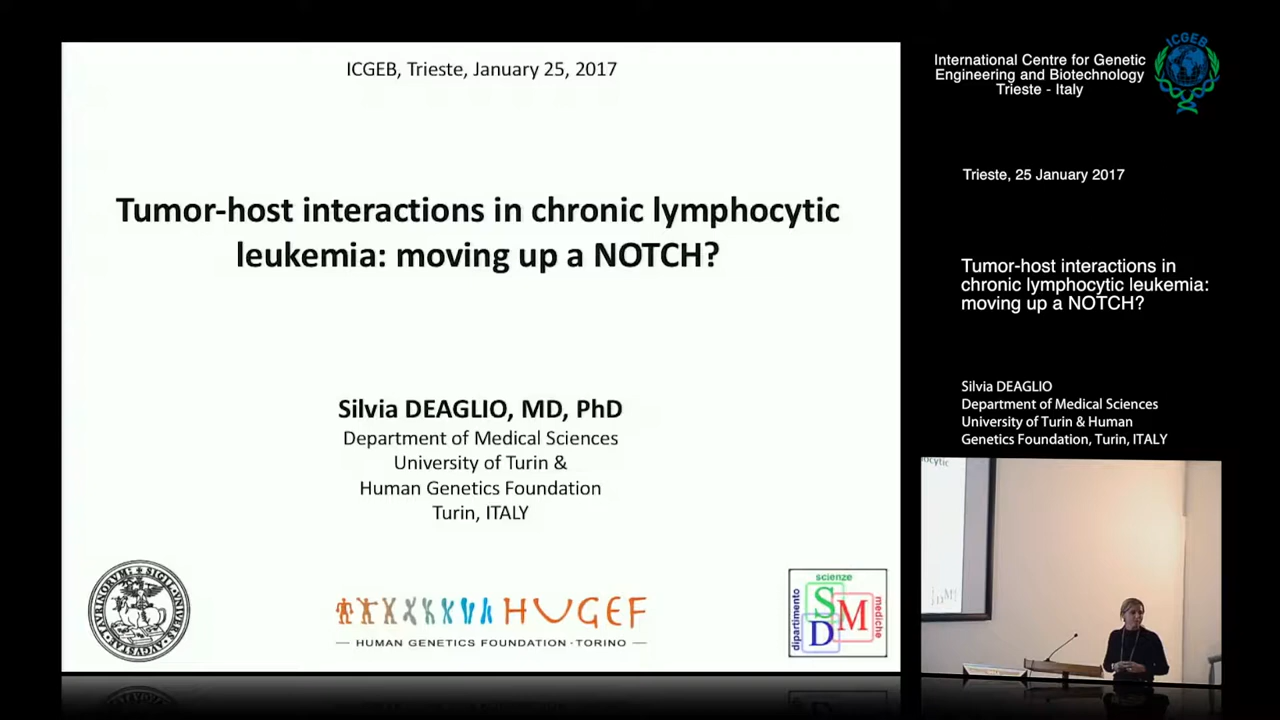 ICGEB, Trieste, January 25, 2017
Tumor-host interactions in chronic lymphocytic
leukemia: moving up a NOTCH?
Silvia DEAGLIO, MD, PhD
Department of Medical Sciences
University of Turin &
Human Genetics Foundation
Turin, ITALY
HUGEF
HUMAN GENETICS FOUNDATION · TORINO
dipartimento
scienze
mediche
S
M
D
International Centre for Genetic
Engineering and Biotechnology
Trieste - Italy
ICGEB
Trieste, 25 January 2017
Tumor-host interactions in
chronic lymphocytic leukemia:
moving up a NOTCH?
Silvia DEAGLIO
Department of Medical Sciences
University of Turin & Human
Genetics Foundation, Turin, ITALY